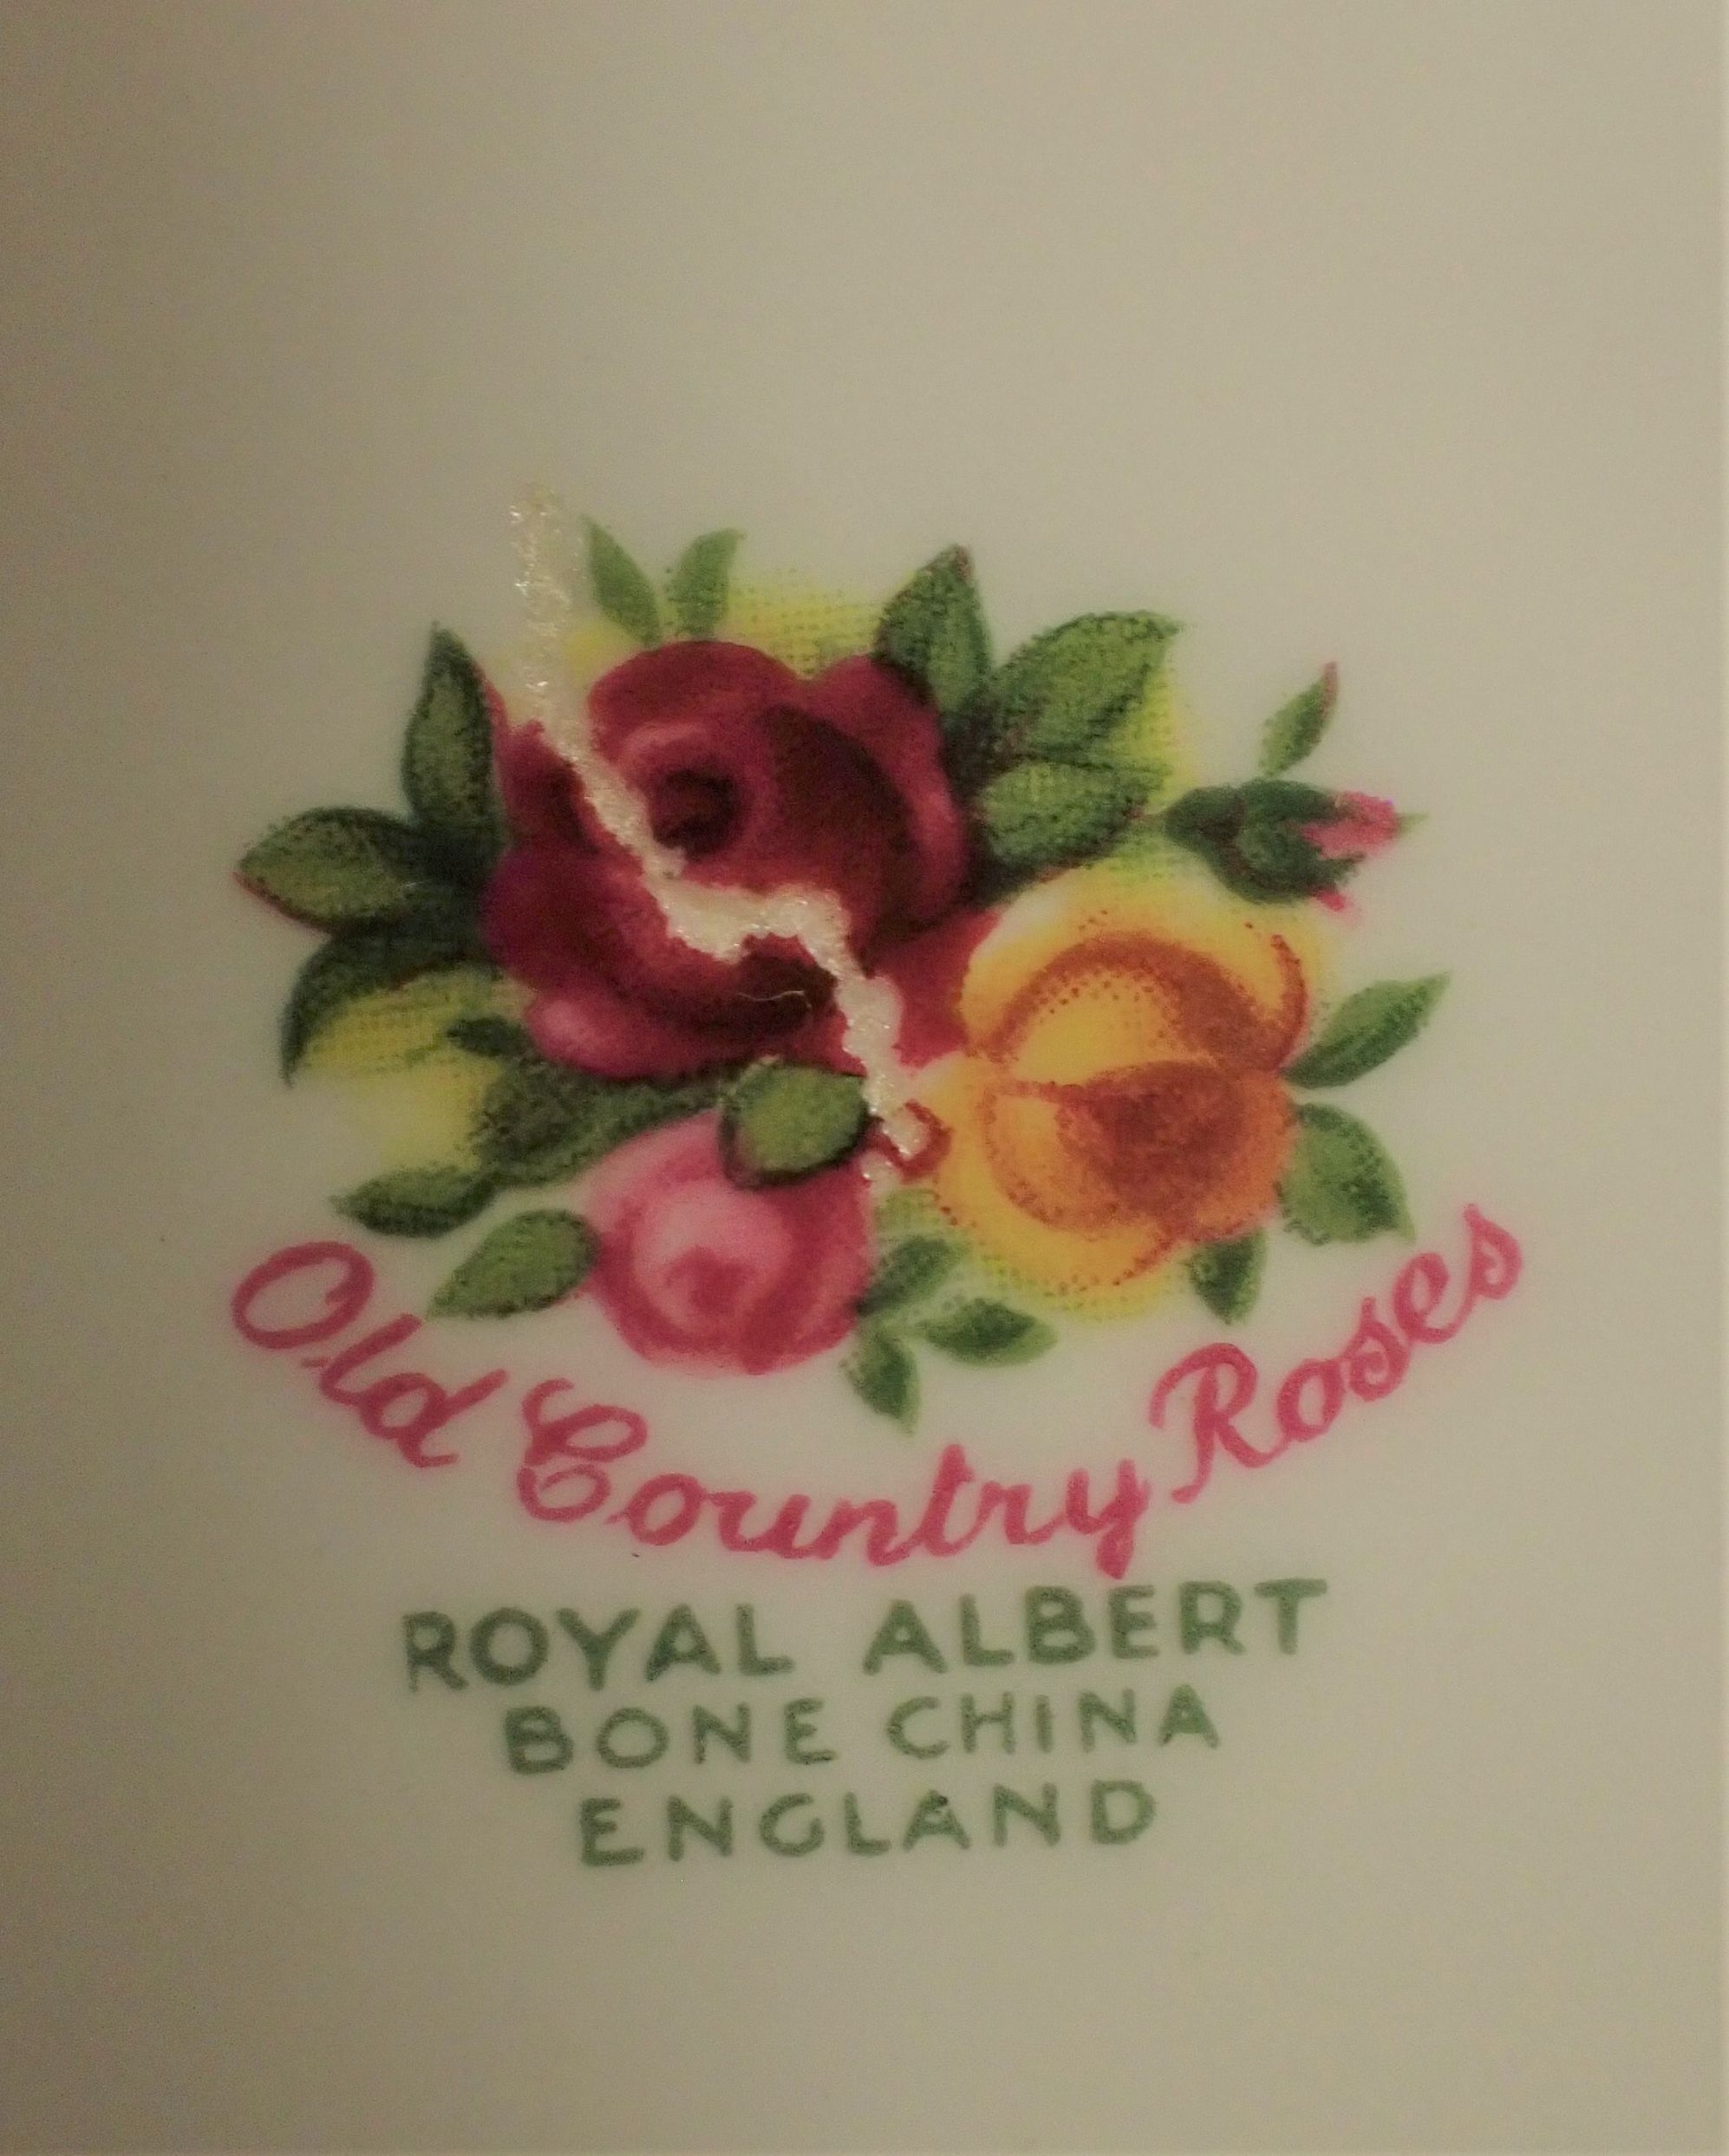 Old Country Roses
ROYAL ALBERT
BONE CHINA
ENGLAND